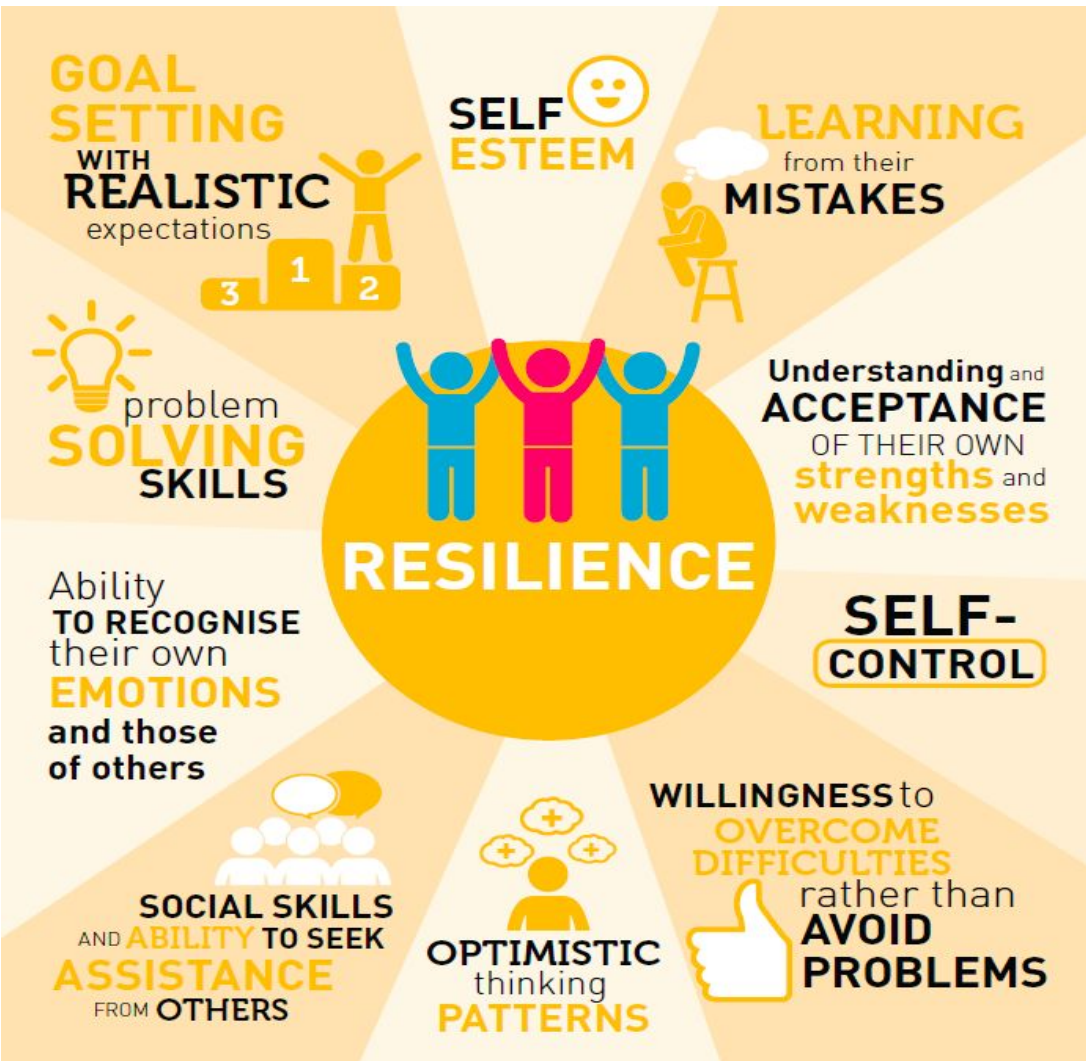 GOAL
SETTING
WITH
REALISTIC
expectations
3 1 2
SELF
ESTEEM
LEARNING
from their
MISTAKES
problem
SOLVING
SKILLS
Understanding and
ACCEPTANCE
OF THEIR OWN
strengths and
weaknesses
RESILIENCE
Ability
TO RECOGNISE
their own
EMOTIONS
and those
of others
SELF-
CONTROL
SOCIAL SKILLS
AND ABILITY TO SEEK
ASSISTANCE
FROM OTHERS
OPTIMISTIC
thinking
PATTERNS
WILLINGNESS to
OVERCOME
DIFFICULTIES
rather than
AVOID
PROBLEMS